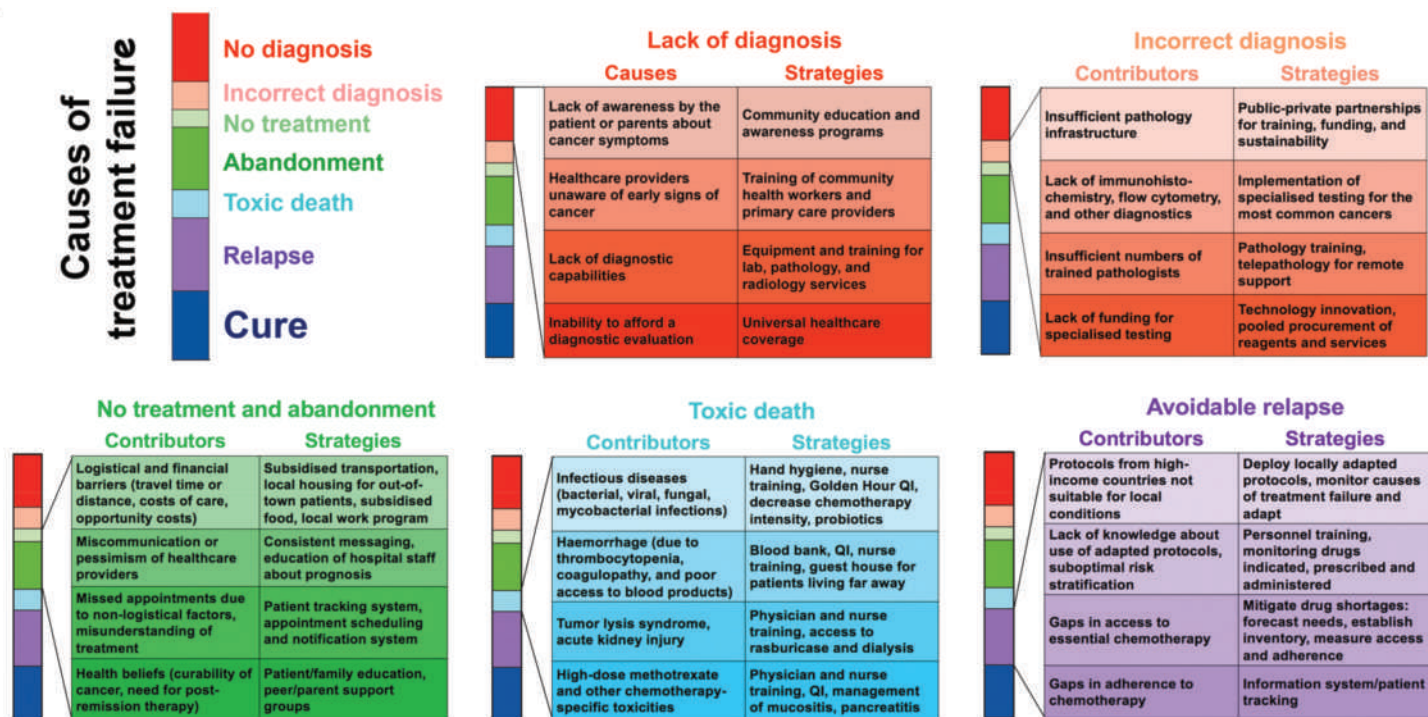 Causes of
treatment failure
No diagnosis
Incorrect diagnosis
No treatment
Abandonment
Toxic death
Relapse
Cure
Lack of diagnosis
Causes
Strategies
Lack of awareness by the
patient or parents about
cancer symptoms
Community education and
awareness programs
Healthcare providers
unaware of early signs of
cancer
Training of community
health workers and
primary care providers
Lack of diagnostic
capabilities
Equipment and training for
lab, pathology, and
radiology services
Inability to afford a
diagnostic evaluation
Universal healthcare
coverage
Incorrect diagnosis
Contributors
Strategies
Insufficient pathology
infrastructure
Public-private partnerships
for training, funding, and
sustainability
Lack of immunohisto-
chemistry, flow cytometry,
and other diagnostics
Implementation of
specialised testing for the
most common cancers
Insufficient numbers of
trained pathologists
Pathology training,
telepathology for remote
support
Lack of funding for
specialised testing
Technology innovation,
pooled procurement of
reagents and services
No treatment and abandonment
Contributors
Strategies
Logistical and financial
barriers (travel time or
distance, costs of care,
opportunity costs)
Subsidised transportation,
local housing for out-of-
town patients, subsidised
food, local work program
Miscommunication or
pessimism of healthcare
providers
Consistent messaging,
education of hospital staff
about prognosis
Missed appointments due
to non-logistical factors,
misunderstanding of
treatment
Patient tracking system,
appointment scheduling
and notification system
Health beliefs (curability of
cancer, need for post-
remission therapy)
Patient/family education,
peer/parent support
groups
Toxic death
Contributors
Strategies
Infectious diseases
(bacterial, viral, fungal,
mycobacterial infections)
Hand hygiene, nurse
training, Golden Hour QI,
decrease chemotherapy
intensity, probiotics
Haemorrhage (due to
thrombocytopenia,
coagulopathy, and poor
access to blood products)
Blood bank, QI, nurse
training, guest house for
patients living far away
Tumor lysis syndrome,
acute kidney injury
Physician and nurse
training, access to
rasburicase and dialysis
High-dose methotrexate
and other chemotherapy-
specific toxicities
Physician and nurse
training, QI, management
of mucositis, pancreatitis
Avoidable relapse
Contributors
Strategies
Protocols from high-
income countries not
suitable for local
conditions
Deploy locally adapted
protocols, monitor causes
of treatment failure and
adapt
Lack of knowledge about
use of adapted protocols,
suboptimal risk
stratification
Personnel training,
monitoring drugs
indicated, prescribed and
administered
Gaps in access to
essential chemotherapy
Mitigate drug shortages:
forecast needs, establish
inventory, measure access
and adherence
Gaps in adherence to
chemotherapy
Information system/patient
tracking